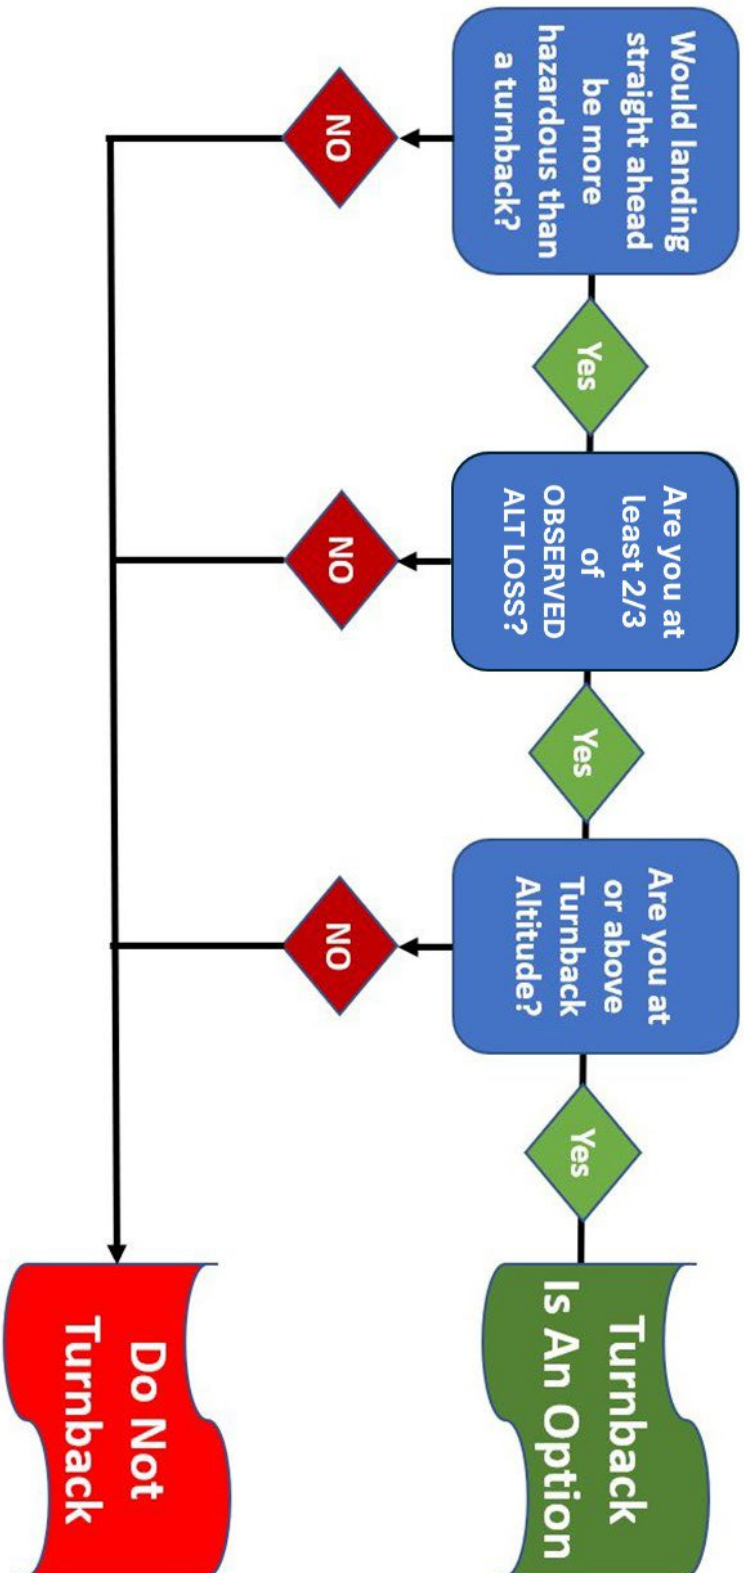 Would landing
straight ahead
be more
hazardous than
a turnback?
Yes
Are you at
least 2/3
of
OBSERVED
ALT LOSS?
Yes
Are you at
or above
Turnback
Altitude?
Yes
Turnback
Is An Option
NO
NO
NO
Do Not
Turnback